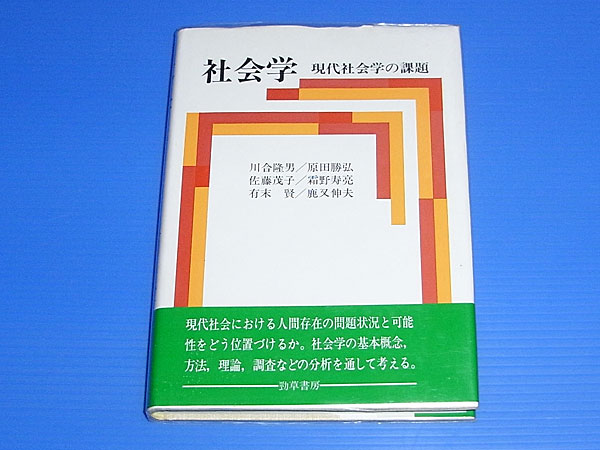 社会学 現代社会学の課題
川合隆男／原田勝弘
佐藤茂子／霜野寿亮
有末 賢／鹿又伸夫
現代社会における人間存在の問題状況と可能
性をどう位置づけるか。社会学の基本概念,
方法, 理論, 調査などの分析を通して考える。
勁草書房